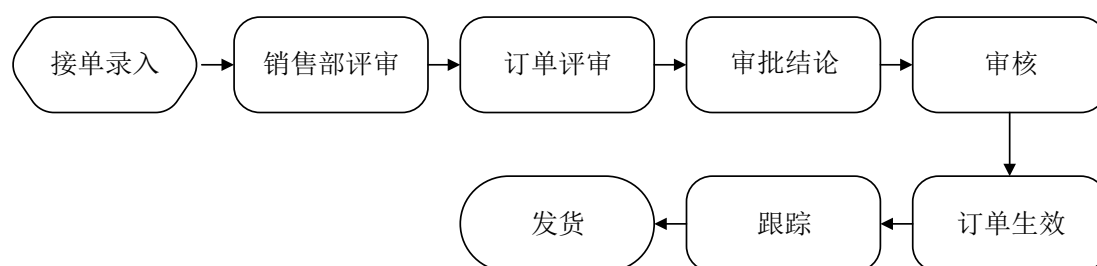 接单录入
销售部评审
订单评审
审批结论
审核
订单生效
跟踪
发货